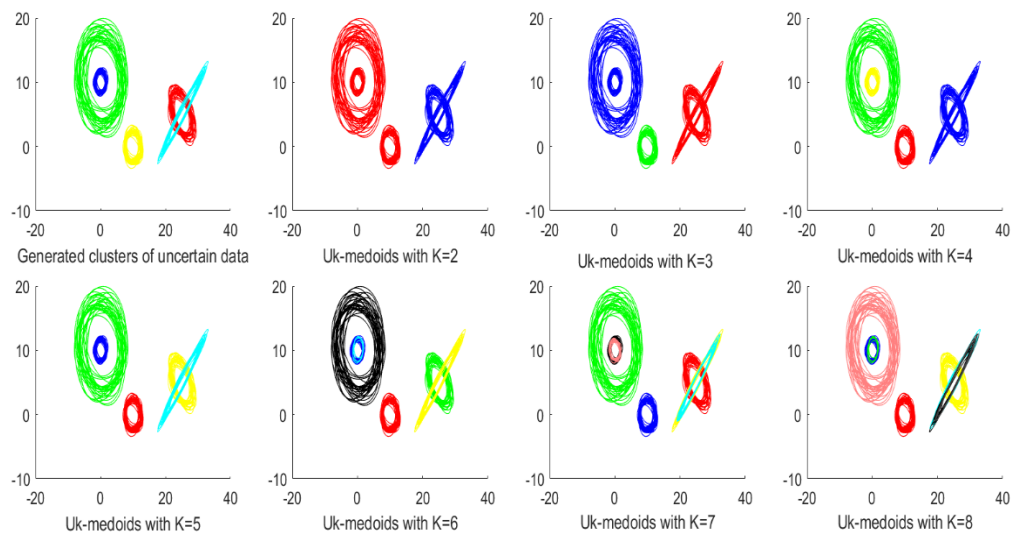 20
10
0
-10
-20 0 20 40
Generated clusters of uncertain data
20
10
0
-10
-20 0 20 40
Uk-medoids with K=2
20
10
0
-10
-20 0 20 40
Uk-medoids with K=3
20
10
0
-10
-20 0 20 40
Uk-medoids with K=4
20
10
0
-10
-20 0 20 40
Uk-medoids with K=5
20
10
0
-10
-20 0 20 40
Uk-medoids with K=6
20
10
0
-10
-20 0 20 40
Uk-medoids with K=7
20
10
0
-10
-20 0 20 40
Uk-medoids with K=8